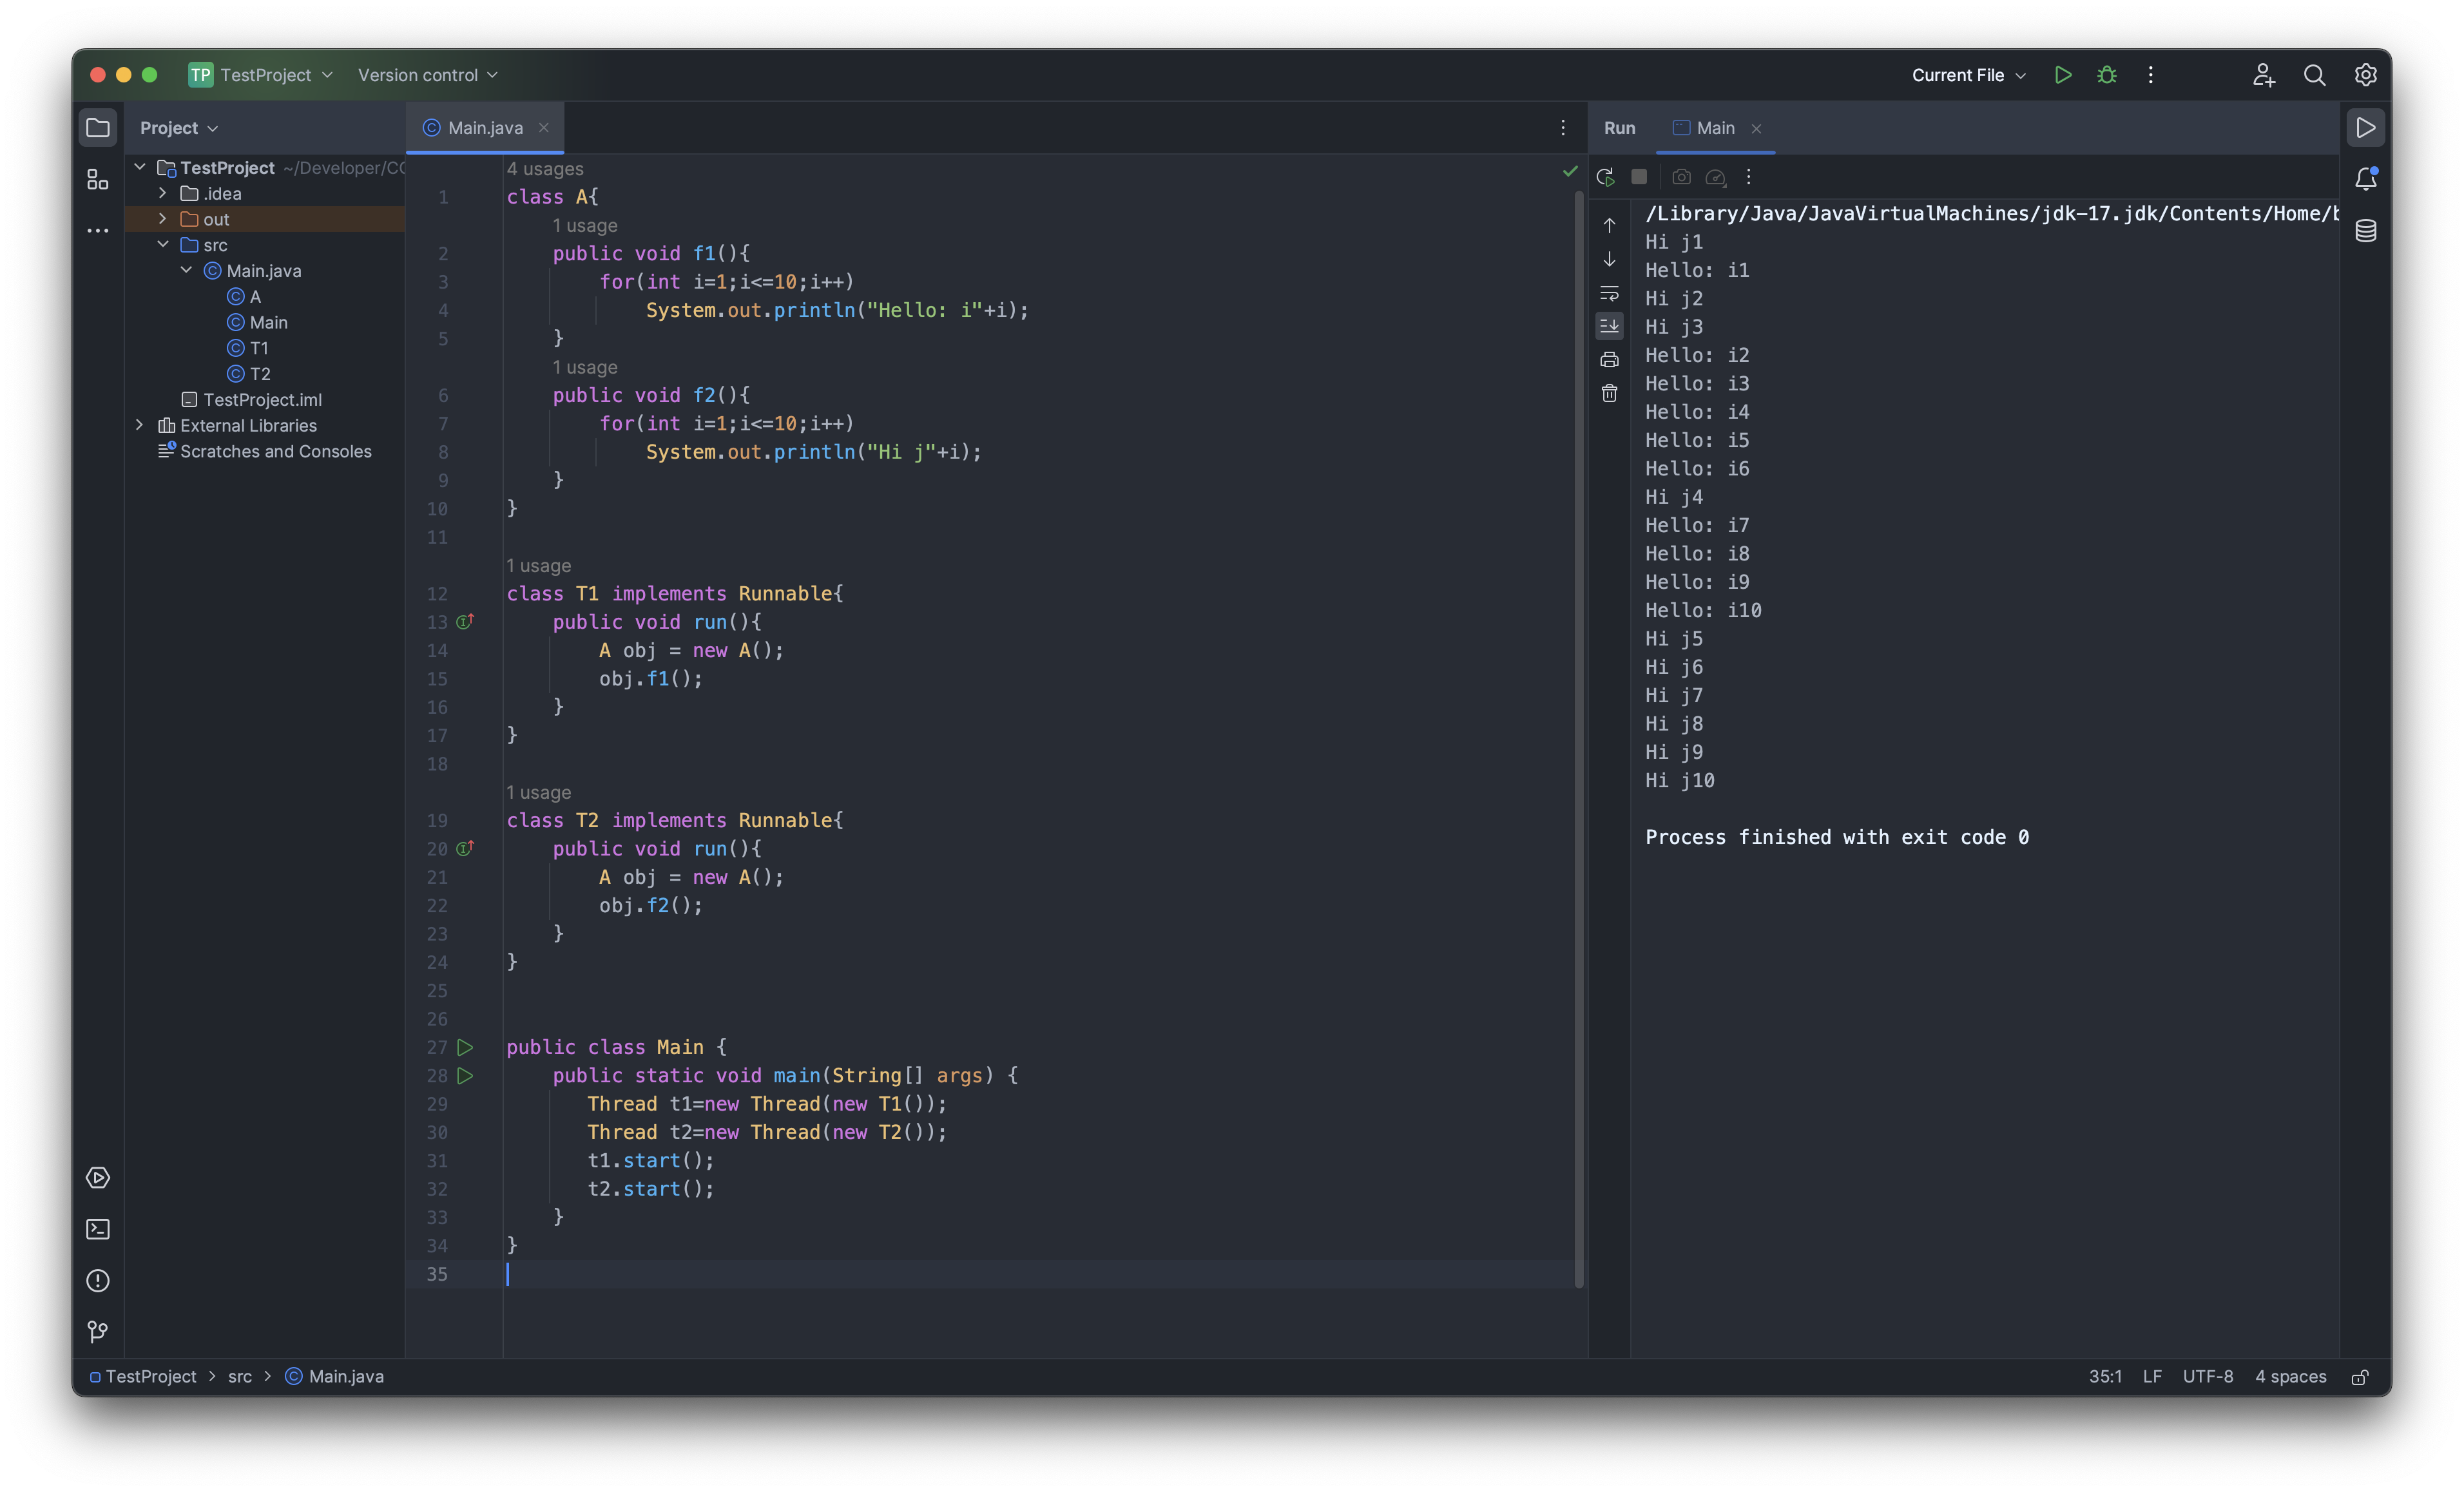 TP TestProject Version control Current File
Project
Main.java
Run Main
TestProject ~/Developer/CO
.idea
out
src
Main.java
A
Main
T1
T2
TestProject.iml
External Libraries
Scratches and Consoles
4 usages
1 class A{
1 usage
2 public void f1(){
3 for(int i=1;i<=10;i++)
4 System.out.println("Hello: i"+i);
5 }
1 usage
6 public void f2(){
7 for(int i=1;i<=10;i++)
8 System.out.println("Hi j"+i);
9 }
10 }
11
1 usage
12 class T1 implements Runnable{
13 public void run(){
14 A obj = new A();
15 obj.f1();
16 }
17 }
18
1 usage
19 class T2 implements Runnable{
20 public void run(){
21 A obj = new A();
22 obj.f2();
23 }
24 }
25
26
27 public class Main {
28 public static void main(String[] args) {
29 Thread t1=new Thread(new T1());
30 Thread t2=new Thread(new T2());
31 t1.start();
32 t2.start();
33 }
34 }
35
/Library/Java/JavaVirtualMachines/jdk-17.jdk/Contents/Home/b
Hi j1
Hello: i1
Hi j2
Hi j3
Hello: i2
Hello: i3
Hello: i4
Hello: i5
Hello: i6
Hi j4
Hello: i7
Hello: i8
Hello: i9
Hello: i10
Hi j5
Hi j6
Hi j7
Hi j8
Hi j9
Hi j10
Process finished with exit code 0
TestProject > src > Main.java
35:1 LF UTF-8 4 spaces